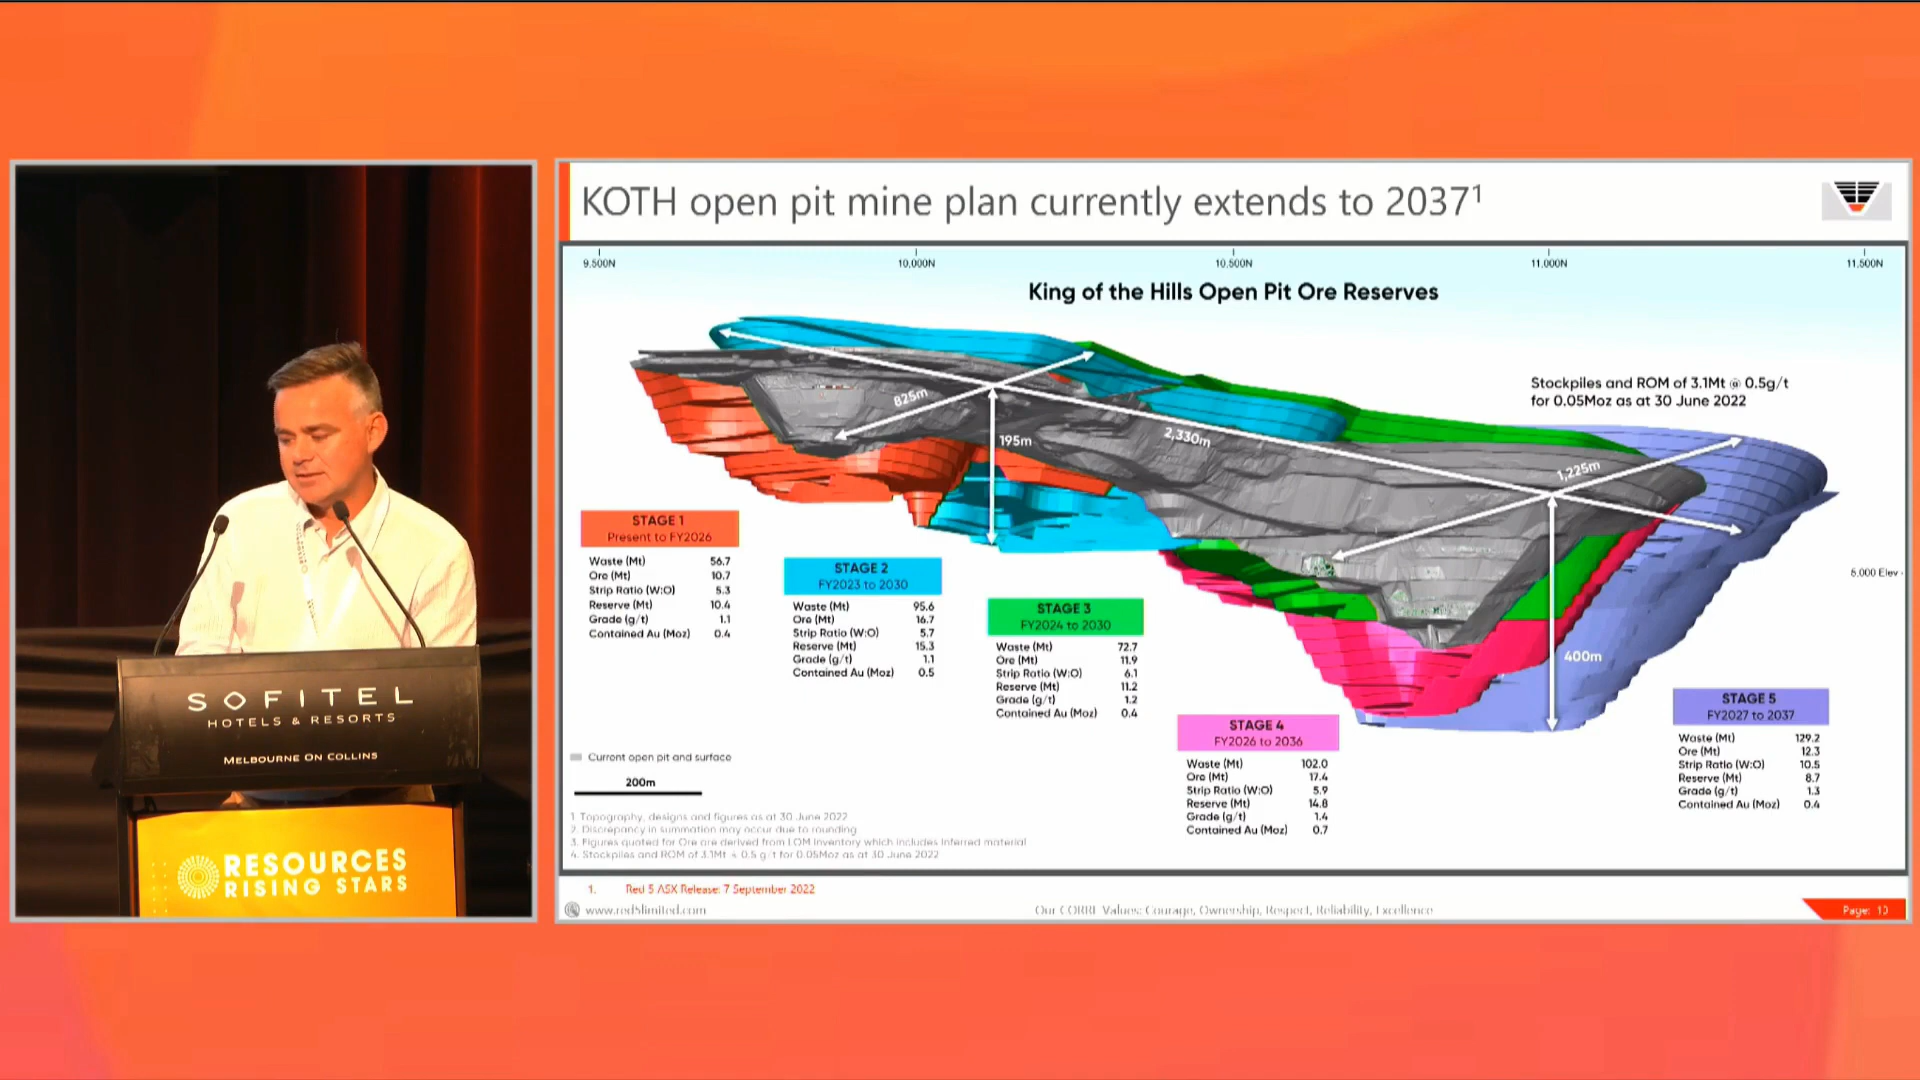 SOFITEL
HOTELS & RESORTS
MELBOURNE ON COLLINS
RESOURCES
RISING STARS
KOTH open pit mine plan currently extends to 2037¹
9,500N
10,000N
10,500N
11,000N
11,500N
King of the Hills Open Pit Ore Reserves
Stockpiles and ROM of 3.1Mt @ 0.5g/t
for 0.05Moz as at 30 June 2022
825m
195m
2,330m
1,225m
400m
5,000 Elev
STAGE 1
Present to FY2026
Waste (Mt) 56.7
Ore (Mt) 10.7
Strip Ratio (W:O) 5.3
Reserve (Mt) 10.4
Grade (g/t) 1.1
Contained Au (Moz) 0.4
STAGE 2
FY2023 to 2030
Waste (Mt) 95.6
Ore (Mt) 16.7
Strip Ratio (W:O) 5.7
Reserve (Mt) 15.3
Grade (g/t) 1.1
Contained Au (Moz) 0.5
STAGE 3
FY2024 to 2030
Waste (Mt) 72.7
Ore (Mt) 11.9
Strip Ratio (W:O) 6.1
Reserve (Mt) 11.2
Grade (g/t) 1.2
Contained Au (Moz) 0.4
STAGE 4
FY2026 to 2036
Waste (Mt) 102.0
Ore (Mt) 17.4
Strip Ratio (W:O) 5.9
Reserve (Mt) 14.8
Grade (g/t) 1.4
Contained Au (Moz) 0.7
STAGE 5
FY2027 to 2037
Waste (Mt) 129.2
Ore (Mt) 12.3
Strip Ratio (W:O) 10.5
Reserve (Mt) 8.7
Grade (g/t) 1.3
Contained Au (Moz) 0.4
Current open pit and surface
200m
1 Topography, designs and figures as at 30 June 2022
2. Discrepancy in summation may occur due to rounding
3. Figures quoted for Ore are derived from LOM Inventory which includes Inferred material
4. Stockpiles and ROM of 3.1Mt @ 0.5 g/t for 0.05Moz as at 30 June 2022
1. Red 5 ASX Release: 7 September 2022
www.red5limited.com
Our CORRE Values: Courage, Ownership, Respect, Reliability, Excellence
Page: